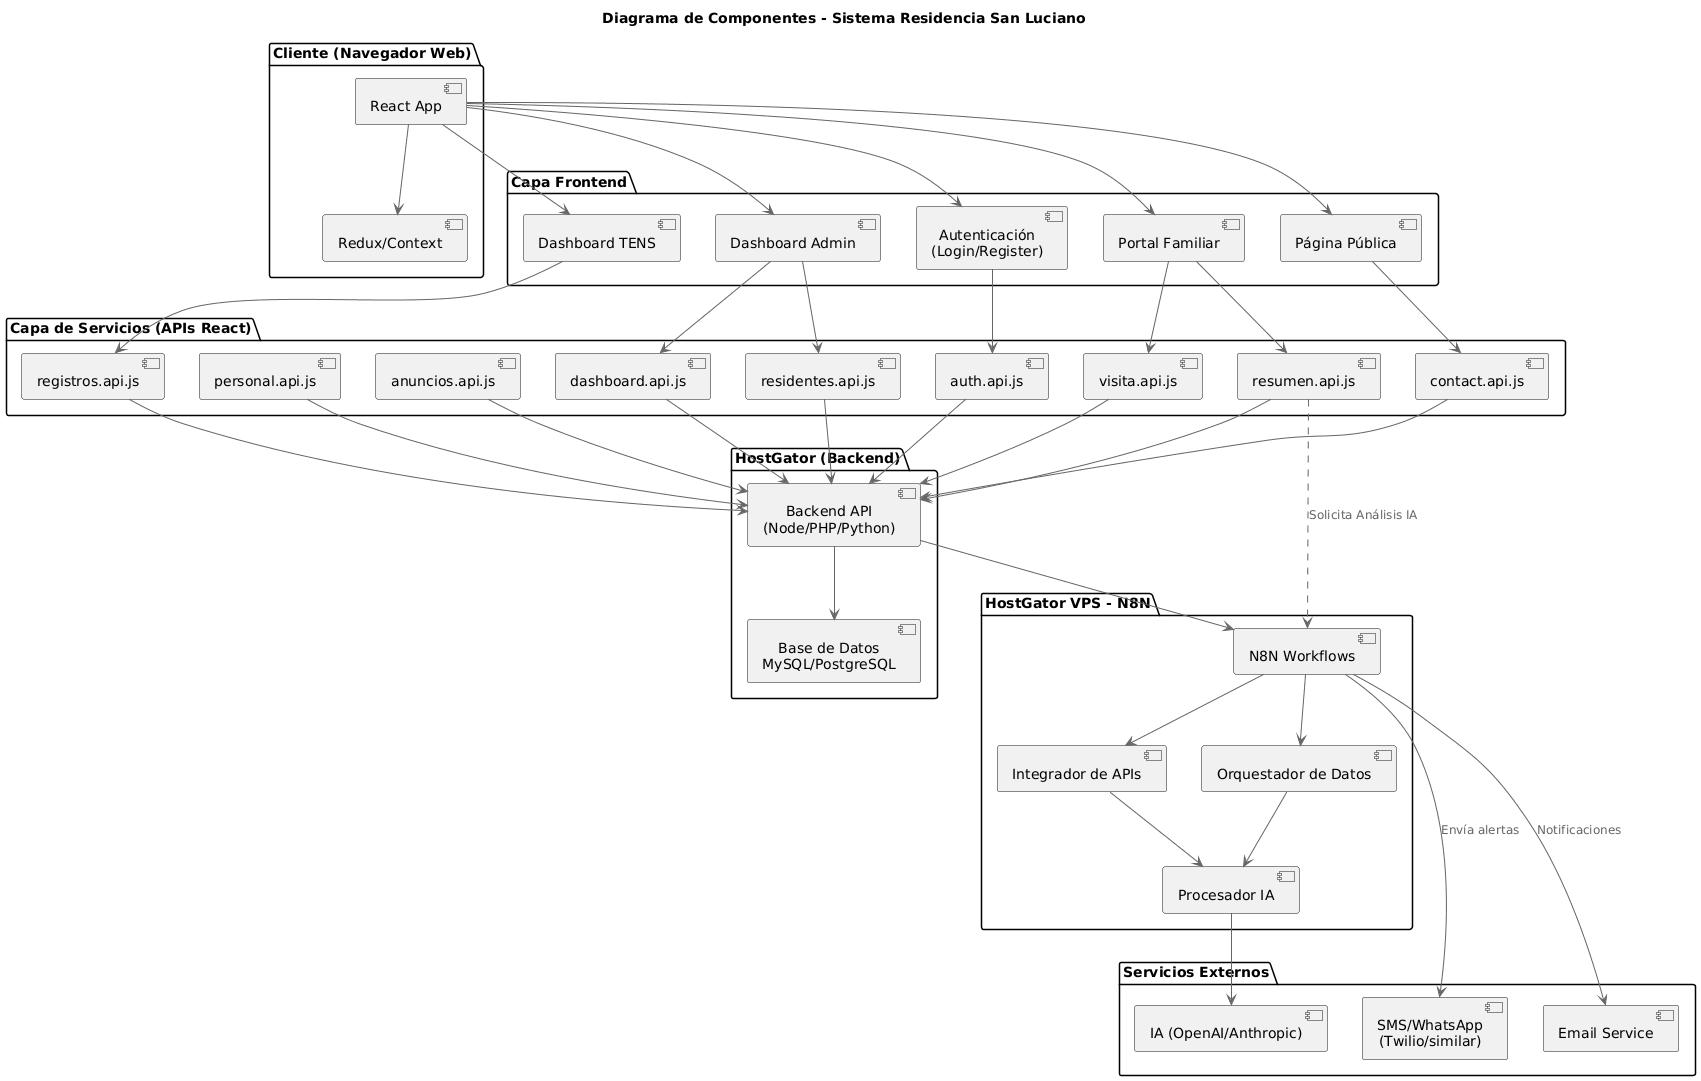 Diagrama de Componentes - Sistema Residencia San Luciano
Cliente (Navegador Web)
React App
Redux/Context
Capa Frontend
Dashboard TENS
Dashboard Admin
Autenticación
(Login/Register)
Portal Familiar
Página Pública
Capa de Servicios (APIs React)
registros.api.js
personal.api.js
anuncios.api.js
dashboard.api.js
residentes.api.js
auth.api.js
visita.api.js
resumen.api.js
contact.api.js
HostGator (Backend)
Backend API
(Node/PHP/Python)
Base de Datos
MySQL/PostgreSQL
Solicita Análisis IA
HostGator VPS - N8N
N8N Workflows
Integrador de APIs
Orquestador de Datos
Procesador IA
Envía alertas
Notificaciones
Servicios Externos
IA (OpenAI/Anthropic)
SMS/WhatsApp
(Twilio/similar)
Email Service